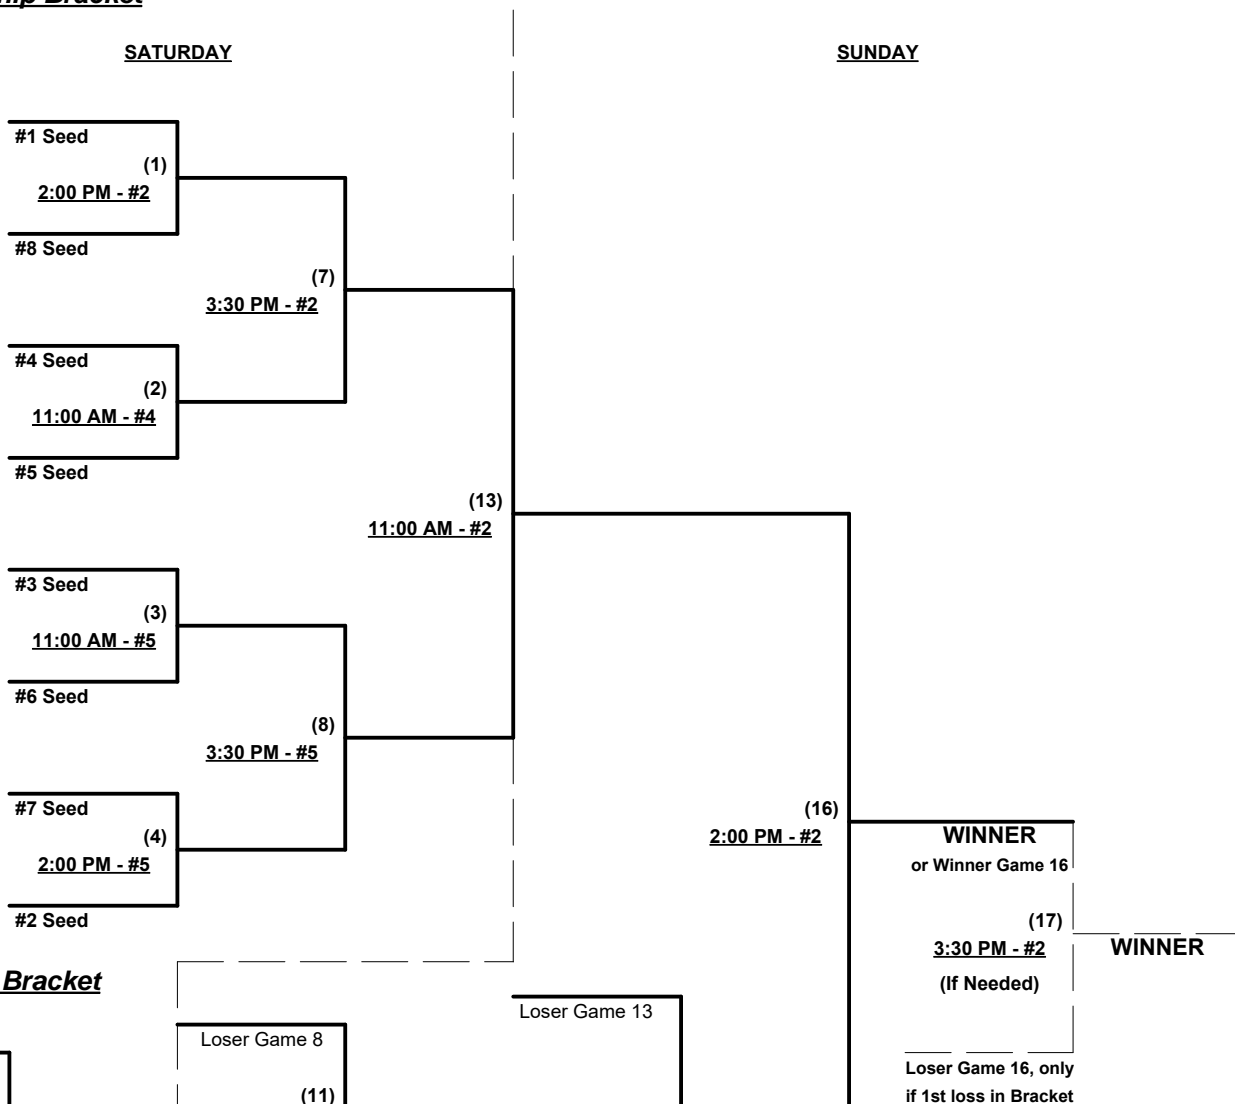 Bracket
SATURDAY
SUNDAY
#1 Seed
(1)
2:00 PM - #2
#8 Seed
(7)
3:30 PM - #2
#4 Seed
(2)
11:00 AM - #4
#5 Seed
(13)
11:00 AM - #2
#3 Seed
(3)
11:00 AM - #5
#6 Seed
(8)
3:30 PM - #5
#7 Seed
(4)
2:00 PM - #5
#2 Seed
(16)
2:00 PM - #2
WINNER
or Winner Game 16
(17)
3:30 PM - #2
WINNER
(If Needed)
Bracket
Loser Game 13
Loser Game 8
(11)
Loser Game 16, only
if 1st loss in Bracket